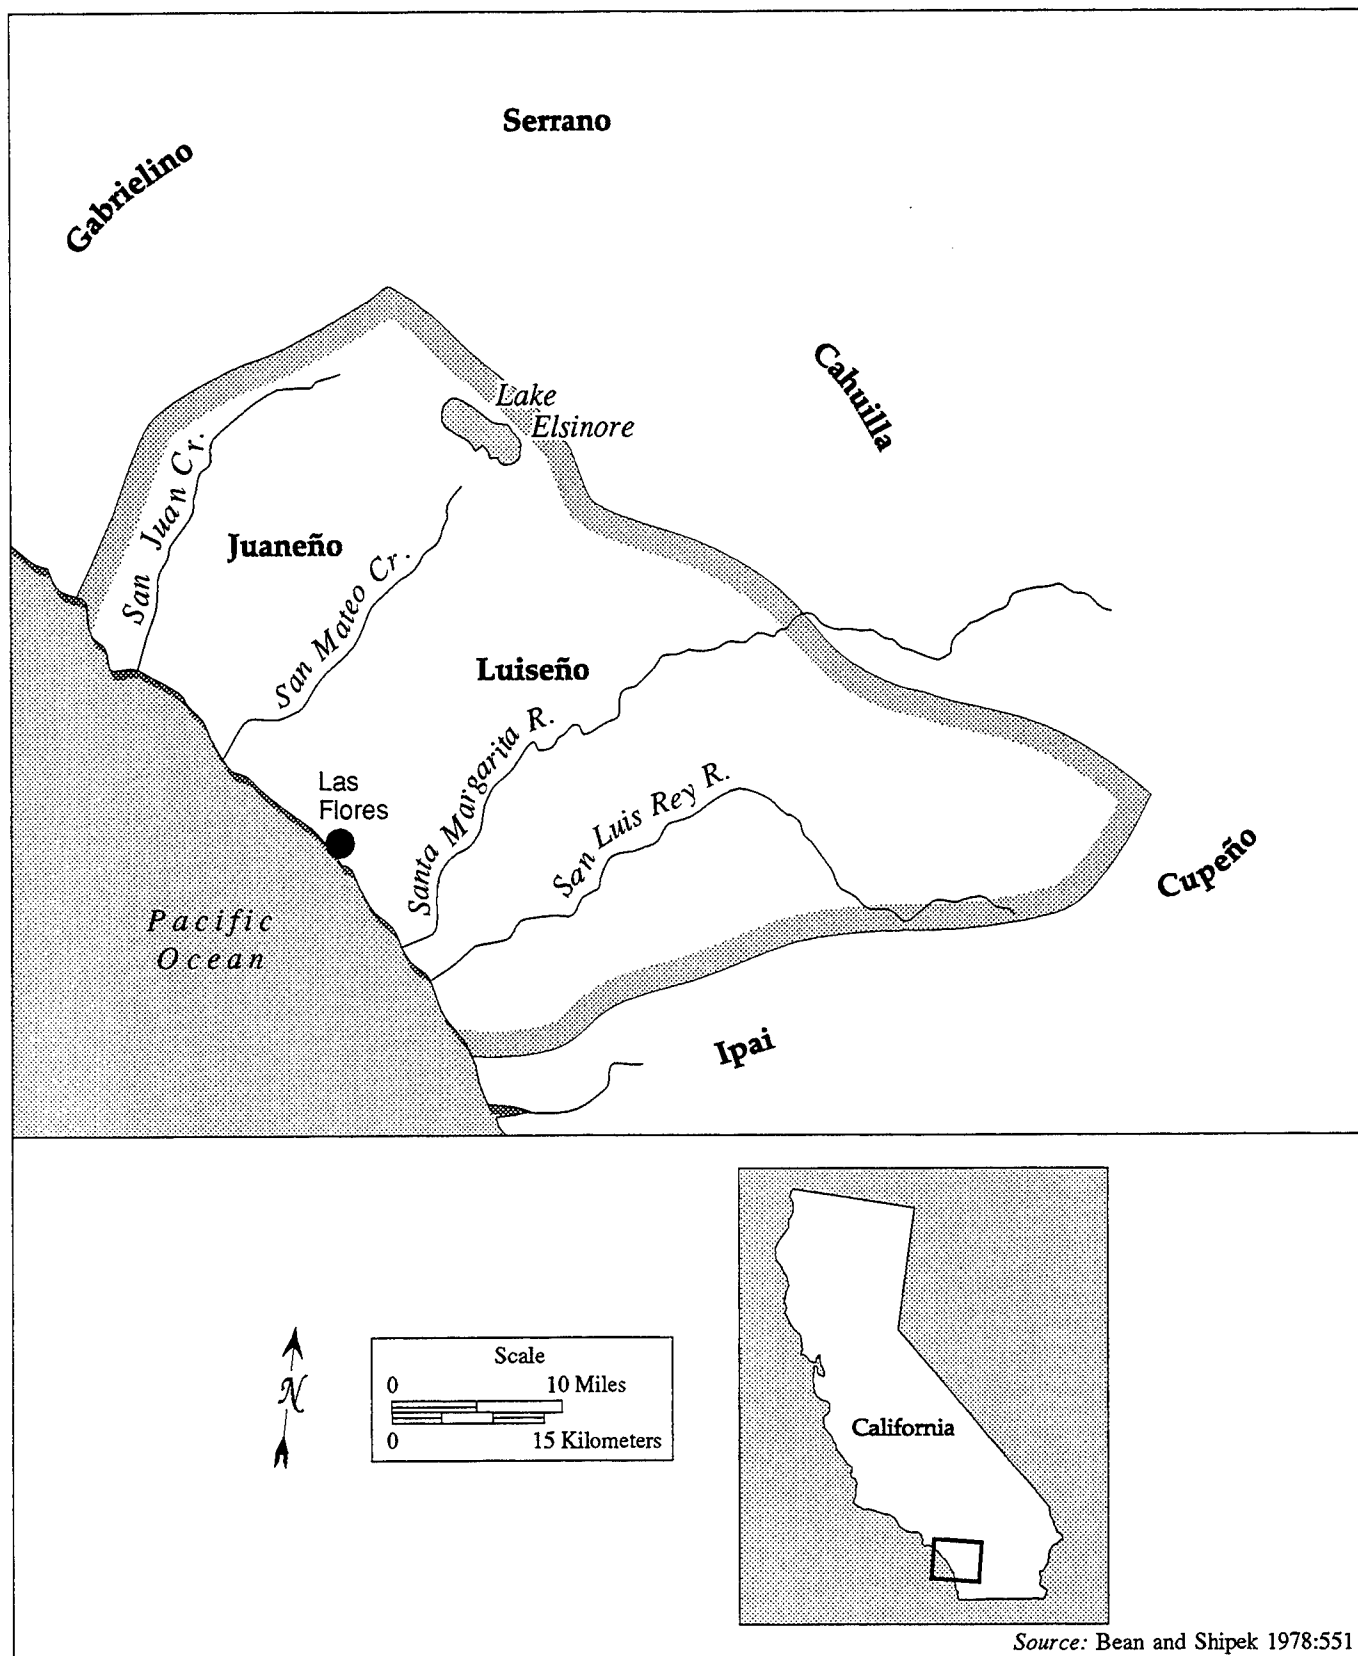 Serrano
Gabrielino
Cahuilla
Lake
Elsinore
San Juan Cr.
Juaneño
San Mateo Cr.
Luiseño
Santa Margarita R.
San Luis Rey R.
Las
Flores
Cupeño
Pacific
Ocean
Ipai
N
Scale
0 10 Miles
0 15 Kilometers
California
Source: Bean and Shipek 1978:551